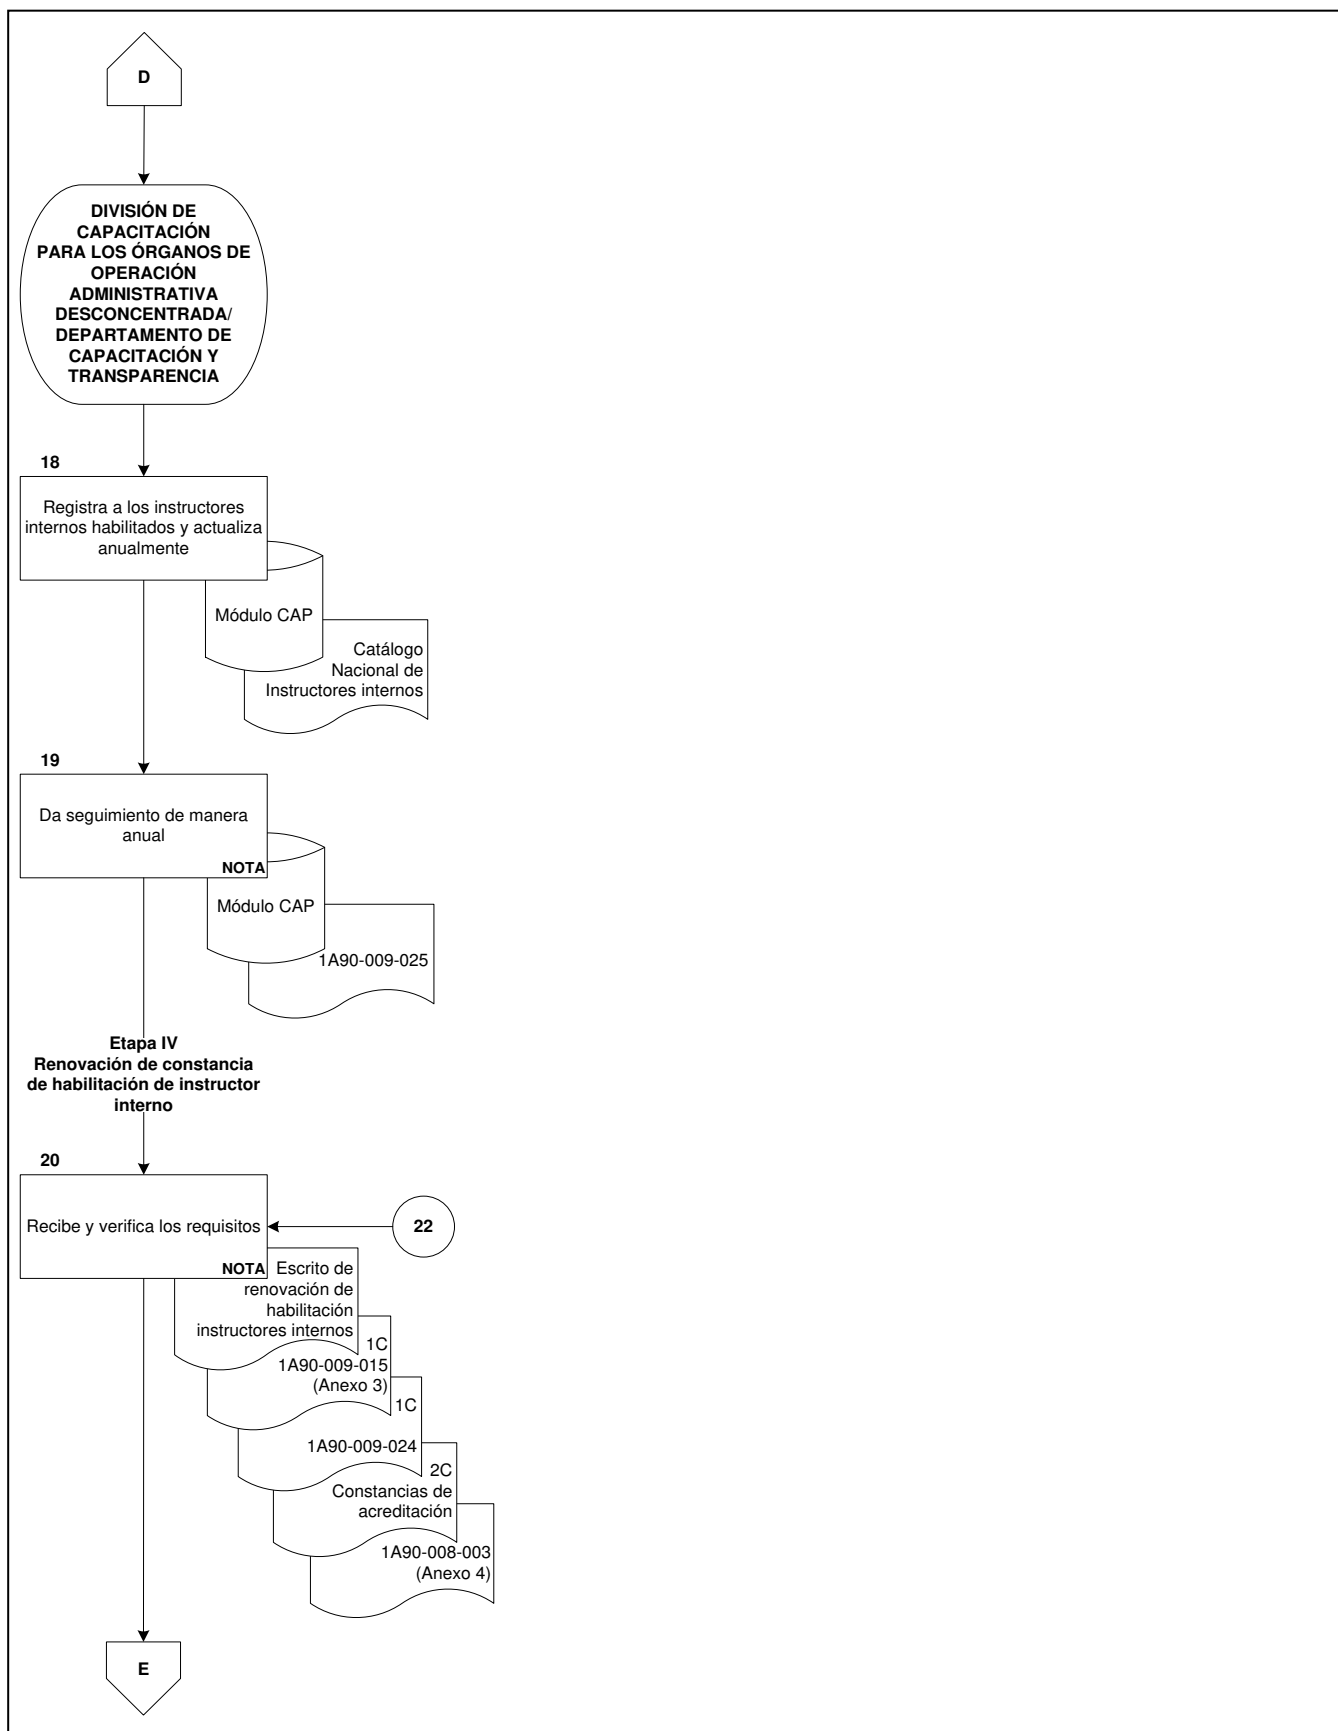 D
DIVISIÓN DE
CAPACITACIÓN
PARA LOS ÓRGANOS DE
OPERACIÓN
ADMINISTRATIVA
DESCONCENTRADA/
DEPARTAMENTO DE
CAPACITACIÓN Y
TRANSPARENCIA
18
Registra a los instructores
internos habilitados y actualiza
anualmente
Módulo CAP
Catálogo
Nacional de
Instructores internos
19
Da seguimiento de manera
anual
NOTA
Módulo CAP
1A90-009-025
Etapa IV
Renovación de constancia
de habilitación de instructor
interno
20
Recibe y verifica los requisitos
22
NOTA
Escrito de
renovación de
habilitación
instructores internos
1C
1A90-009-015
(Anexo 3)
1C
1A90-009-024
2C
Constancias de
acreditación
1A90-008-003
(Anexo 4)
E